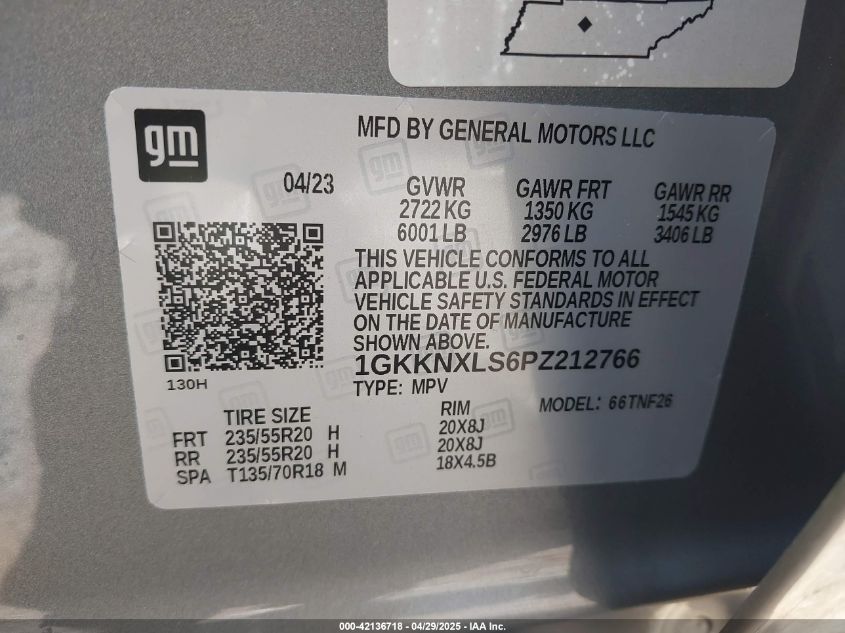 gm
MFD BY GENERAL MOTORS LLC
04/23
GVWR GAWR FRT GAWR RR
2722 KG 1350 KG 1545 KG
6001 LB 2976 LB 3406 LB
THIS VEHICLE CONFORMS TO ALL
APPLICABLE U.S. FEDERAL MOTOR
VEHICLE SAFETY STANDARDS IN EFFECT
ON THE DATE OF MANUFACTURE
SHOWN ABOVE.
1GKKNXLS6PZ212766
130H
TYPE: MPV
MODEL: 66TNF26
TIRE SIZE RIM
FRT 235/55R20 H 20X8J
RR 235/55R20 H 20X8J
SPA T135/70R18 M 18X4.5B
000-42136718 - 04/29/2025 - IAA Inc.